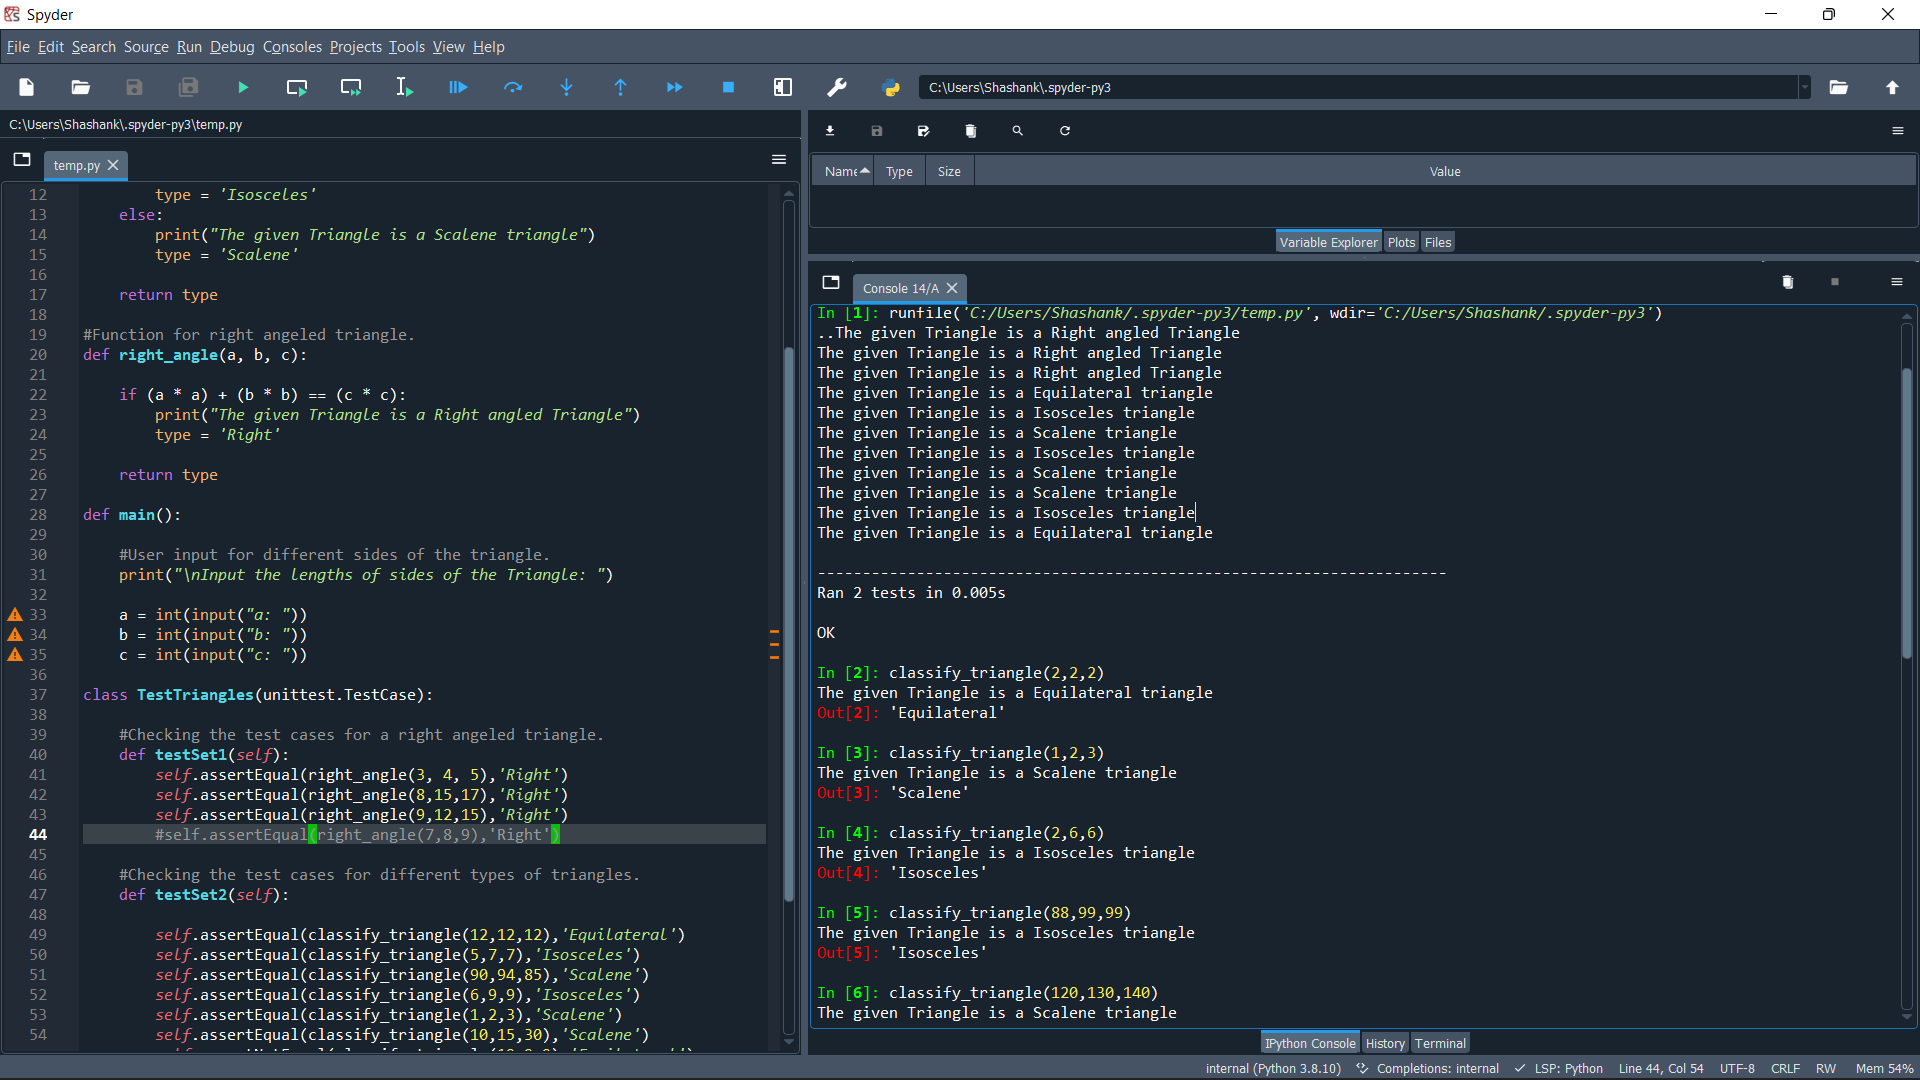 Spyder
File Edit Search Source Run Debug Consoles Projects Tools View Help
C:\Users\Shashank\.spyder-py3
C:\Users\Shashank\.spyder-py3\temp.py
temp.py
12 type = 'Isosceles'
13 else:
14 print("The given Triangle is a Scalene triangle")
15 type = 'Scalene'
16
17 return type
18
19 #Function for right angeled triangle.
20 def right_angle(a, b, c):
21
22 if (a * a) + (b * b) == (c * c):
23 print("The given Triangle is a Right angled Triangle")
24 type = 'Right'
25
26 return type
27
28 def main():
29
30 #User input for different sides of the triangle.
31 print("\nInput the lengths of sides of the Triangle: ")
32
33 a = int(input("a: "))
34 b = int(input("b: "))
35 c = int(input("c: "))
36
37 class TestTriangles(unittest.TestCase):
38
39 #Checking the test cases for a right angeled triangle.
40 def testSet1(self):
41 self.assertEqual(right_angle(3, 4, 5),'Right')
42 self.assertEqual(right_angle(8,15,17),'Right')
43 self.assertEqual(right_angle(9,12,15),'Right')
44 #self.assertEqual(right_angle(7,8,9),'Right')
45
46 #Checking the test cases for different types of triangles.
47 def testSet2(self):
48
49 self.assertEqual(classify_triangle(12,12,12),'Equilateral')
50 self.assertEqual(classify_triangle(5,7,7),'Isosceles')
51 self.assertEqual(classify_triangle(90,94,85),'Scalene')
52 self.assertEqual(classify_triangle(6,9,9),'Isosceles')
53 self.assertEqual(classify_triangle(1,2,3),'Scalene')
54 self.assertEqual(classify_triangle(10,15,30),'Scalene')
Name Type Size Value
Variable Explorer Plots Files
Console 14/A
In [1]: runfile('C:/Users/Shashank/.spyder-py3/temp.py', wdir='C:/Users/Shashank/.spyder-py3')
..The given Triangle is a Right angled Triangle
The given Triangle is a Right angled Triangle
The given Triangle is a Right angled Triangle
The given Triangle is a Equilateral triangle
The given Triangle is a Isosceles triangle
The given Triangle is a Scalene triangle
The given Triangle is a Isosceles triangle
The given Triangle is a Scalene triangle
The given Triangle is a Scalene triangle
The given Triangle is a Isosceles triangle
The given Triangle is a Equilateral triangle
----------------------------------------------------------------------
Ran 2 tests in 0.005s
OK
In [2]: classify_triangle(2,2,2)
The given Triangle is a Equilateral triangle
Out[2]: 'Equilateral'
In [3]: classify_triangle(1,2,3)
The given Triangle is a Scalene triangle
Out[3]: 'Scalene'
In [4]: classify_triangle(2,6,6)
The given Triangle is a Isosceles triangle
Out[4]: 'Isosceles'
In [5]: classify_triangle(88,99,99)
The given Triangle is a Isosceles triangle
Out[5]: 'Isosceles'
In [6]: classify_triangle(120,130,140)
The given Triangle is a Scalene triangle
IPython Console History Terminal
internal (Python 3.8.10) Completions: internal LSP: Python Line 44, Col 54 UTF-8 CRLF RW Mem 54%